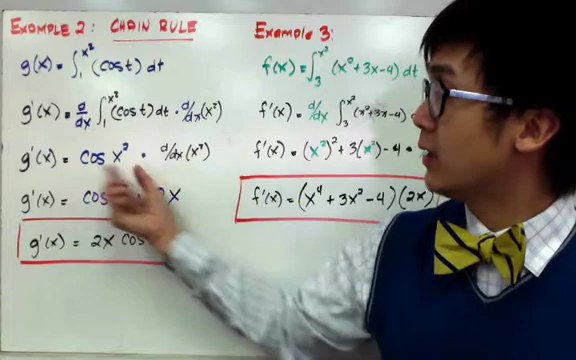 EXAMPLE 2: CHAIN RULE
g(x) = ∫₁^x² (cos t) dt
g'(x) = d/dx ∫₁^x² (cos t) dt · d/dx (x²)
g'(x) = cos x² · d/dx (x²)
g'(x) = cos
x
g'(x) = 2x cos
EXAMPLE 3:
f(x) = ∫₃^x² (x²+3x-4) dt
f'(x) = d/dx ∫₃^x² (x²+3x-4)
f'(x) = (x²)² + 3(x²) - 4 ·
f'(x) = (x⁴ + 3x² - 4)(2x)